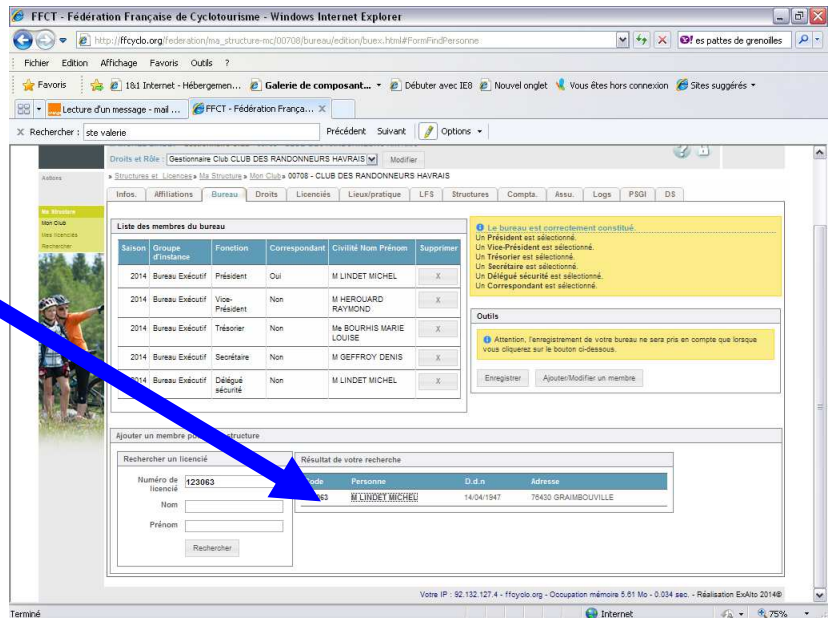 FFCT - Fédération Française de Cyclotourisme - Windows Internet Explorer
http://ffcyclo.org/federation/ma_structure-mc/00708/bureau/edition/buex.html#FormFindPersonne
es pattes de grenoilles
Fichier Edition Affichage Favoris Outils ?
Favoris 1&1 Internet - Hébergemen... Galerie de composant... Débuter avec IE8 Nouvel onglet Vous êtes hors connexion Sites suggérés
Lecture d'un message - mail ... FFCT - Fédération França... X
X Rechercher : ste valerie Précédent Suivant Options
Droits et Rôle : Gestionnaire Club CLUB DES RANDONNEURS HAVRAIS Modifier
Actions
» Structures et Licences » Ma Structure » Mon Club » 00708 - CLUB DES RANDONNEURS HAVRAIS
Infos. Affiliations Bureau Droits Licenciés Lieux/pratique LFS Structures Compta. Assu. Logs PSGI DS
Ma Structure
Mon Club
Mes licenciés
Rechercher
Liste des membres du bureau
Saison Groupe d'instance Fonction Correspondant Civilité Nom Prénom Supprimer
2014 Bureau Exécutif Président Oui M LINDET MICHEL X
2014 Bureau Exécutif Vice-Président Non M HEROUARD RAYMOND X
2014 Bureau Exécutif Trésorier Non Me BOURHIS MARIE LOUISE X
2014 Bureau Exécutif Secrétaire Non M GEFFROY DENIS X
2014 Bureau Exécutif Délégué sécurité Non M LINDET MICHEL X
Le bureau est correctement constitué.
Un Président est sélectionné.
Un Vice-Président est sélectionné.
Un Trésorier est sélectionné.
Un Secrétaire est sélectionné.
Un Délégué sécurité est sélectionné.
Un Correspondant est sélectionné.
Outils
Attention, l'enregistrement de votre bureau ne sera pris en compte que lorsque
vous cliquerez sur le bouton ci-dessous.
Enregistrer Ajouter/Modifier un membre
Ajouter un membre structure
Rechercher un licencié
Numéro de licencié 123063
Nom
Prénom
Rechercher
Résultat de votre recherche
Code Personne D.d.n Adresse
63 M LINDET MICHEL 14/04/1947 76430 GRAIMBOUVILLE
Votre IP : 92.132.127.4 - ffcyclo.org - Occupation mémoire 5.61 Mo - 0.034 sec. - Réalisation ExAlto 2014®
Terminé Internet 75%